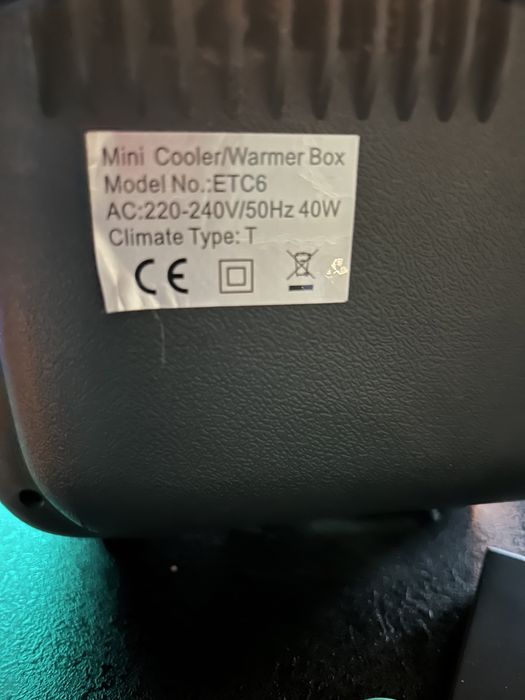 Mini Cooler/Warmer Box
Model No.:ETC6
AC:220-240V/50Hz 40W
Climate Type: T
CE